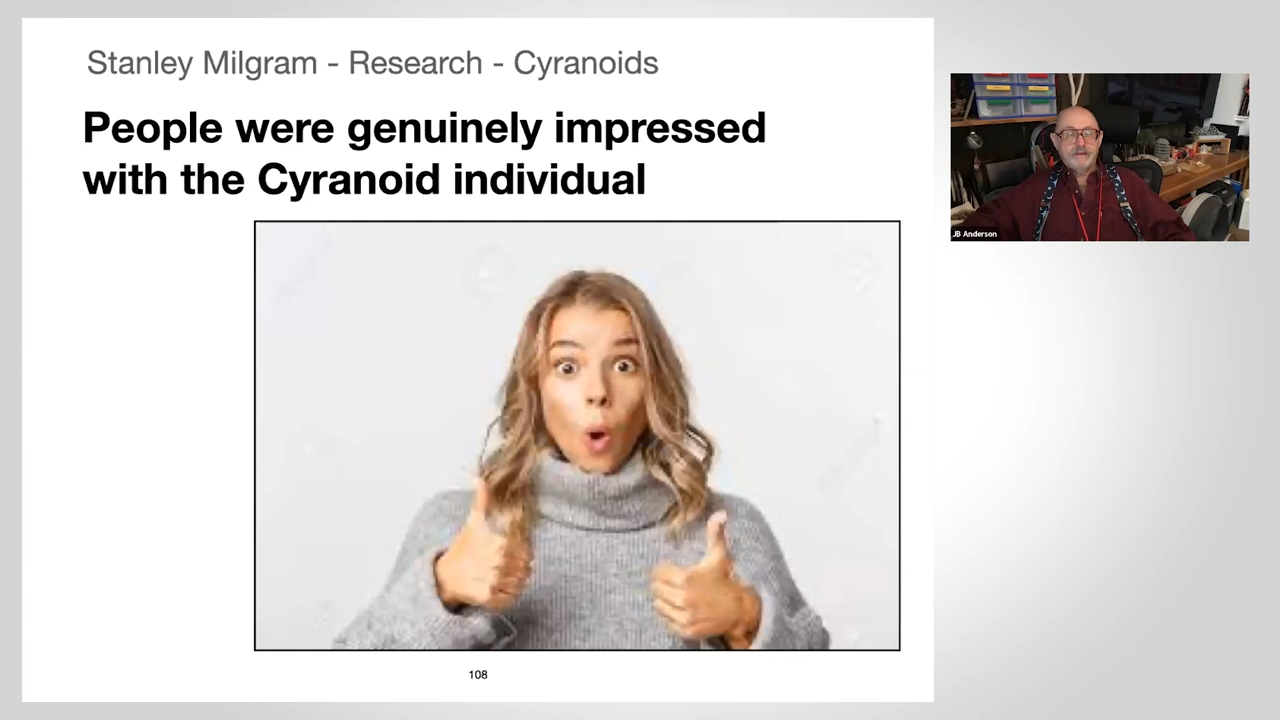 Stanley Milgram - Research - Cyranoids
People were genuinely impressed
with the Cyranoid individual
108
JB Anderson